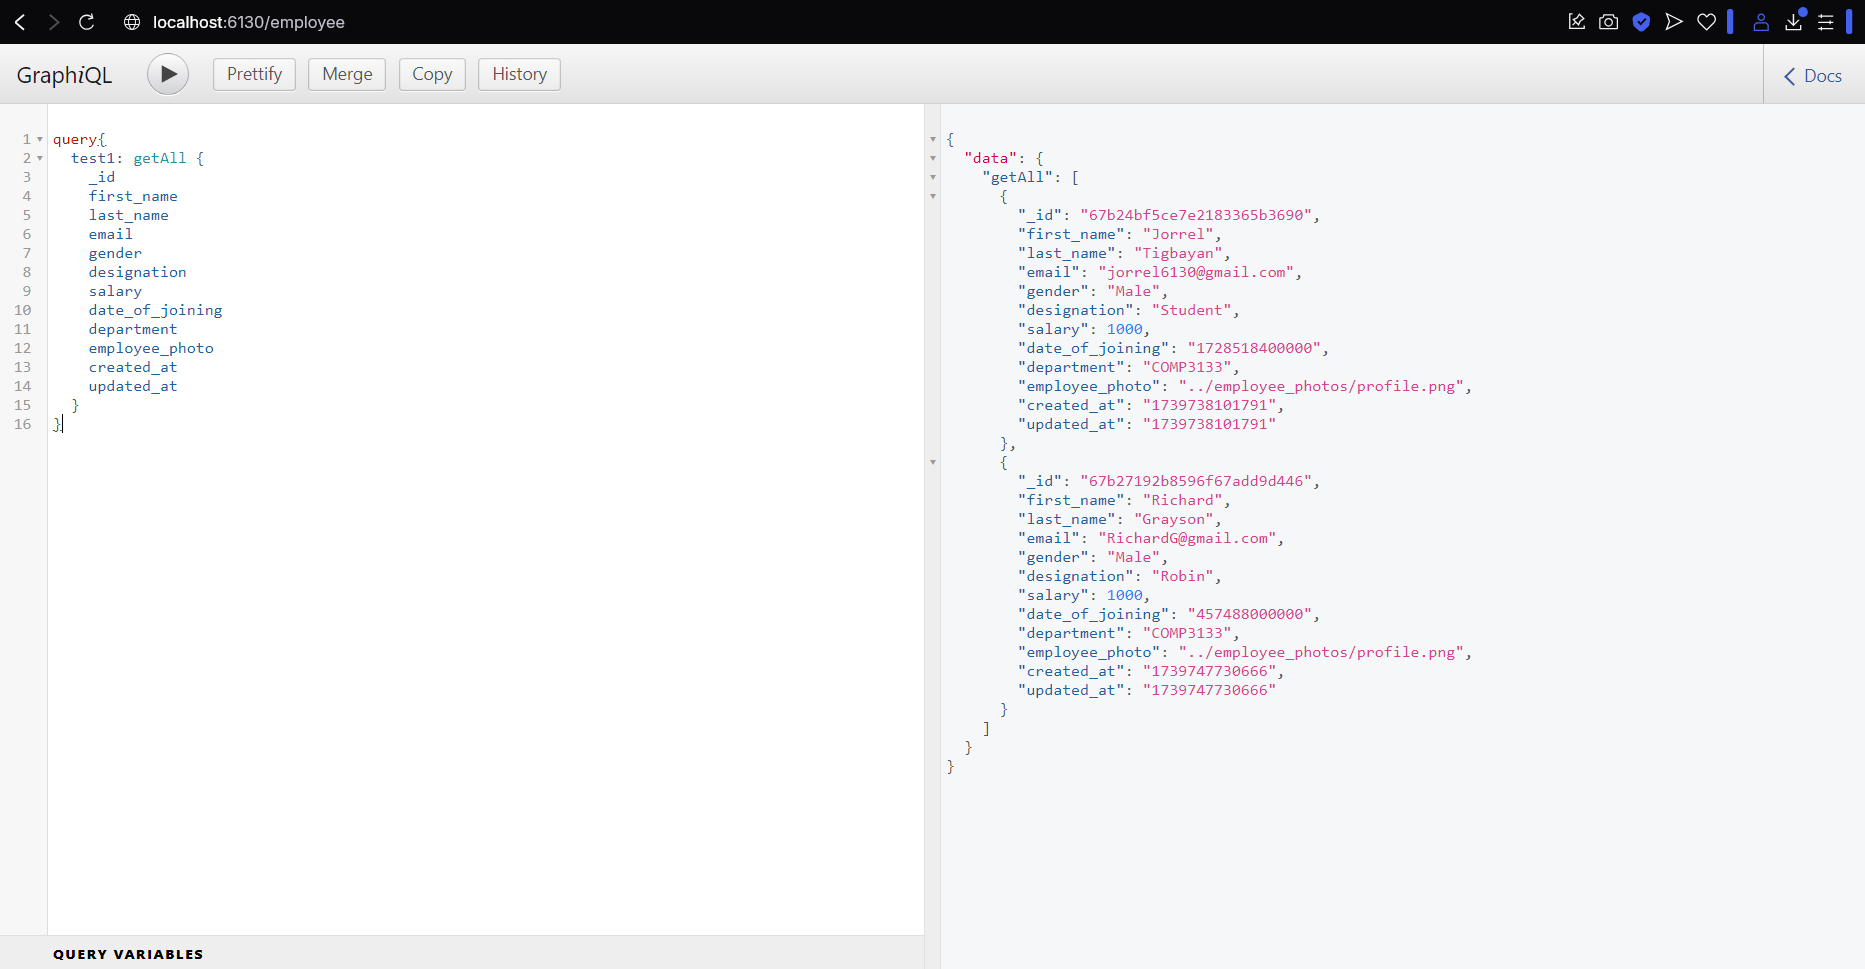 localhost:6130/employee
GraphiQL
Prettify
Merge
Copy
History
Docs
1 query{
2 test1: getAll {
3 _id
4 first_name
5 last_name
6 email
7 gender
8 designation
9 salary
10 date_of_joining
11 department
12 employee_photo
13 created_at
14 updated_at
15 }
16 }
QUERY VARIABLES
{
"data": {
"getAll": [
{
"_id": "67b24bf5ce7e2183365b3690",
"first_name": "Jorrel",
"last_name": "Tigbayan",
"email": "jorrel6130@gmail.com",
"gender": "Male",
"designation": "Student",
"salary": 1000,
"date_of_joining": "1728518400000",
"department": "COMP3133",
"employee_photo": "../employee_photos/profile.png",
"created_at": "1739738101791",
"updated_at": "1739738101791"
},
{
"_id": "67b27192b8596f67add9d446",
"first_name": "Richard",
"last_name": "Grayson",
"email": "RichardG@gmail.com",
"gender": "Male",
"designation": "Robin",
"salary": 1000,
"date_of_joining": "457488000000",
"department": "COMP3133",
"employee_photo": "../employee_photos/profile.png",
"created_at": "1739747730666",
"updated_at": "1739747730666"
}
]
}
}